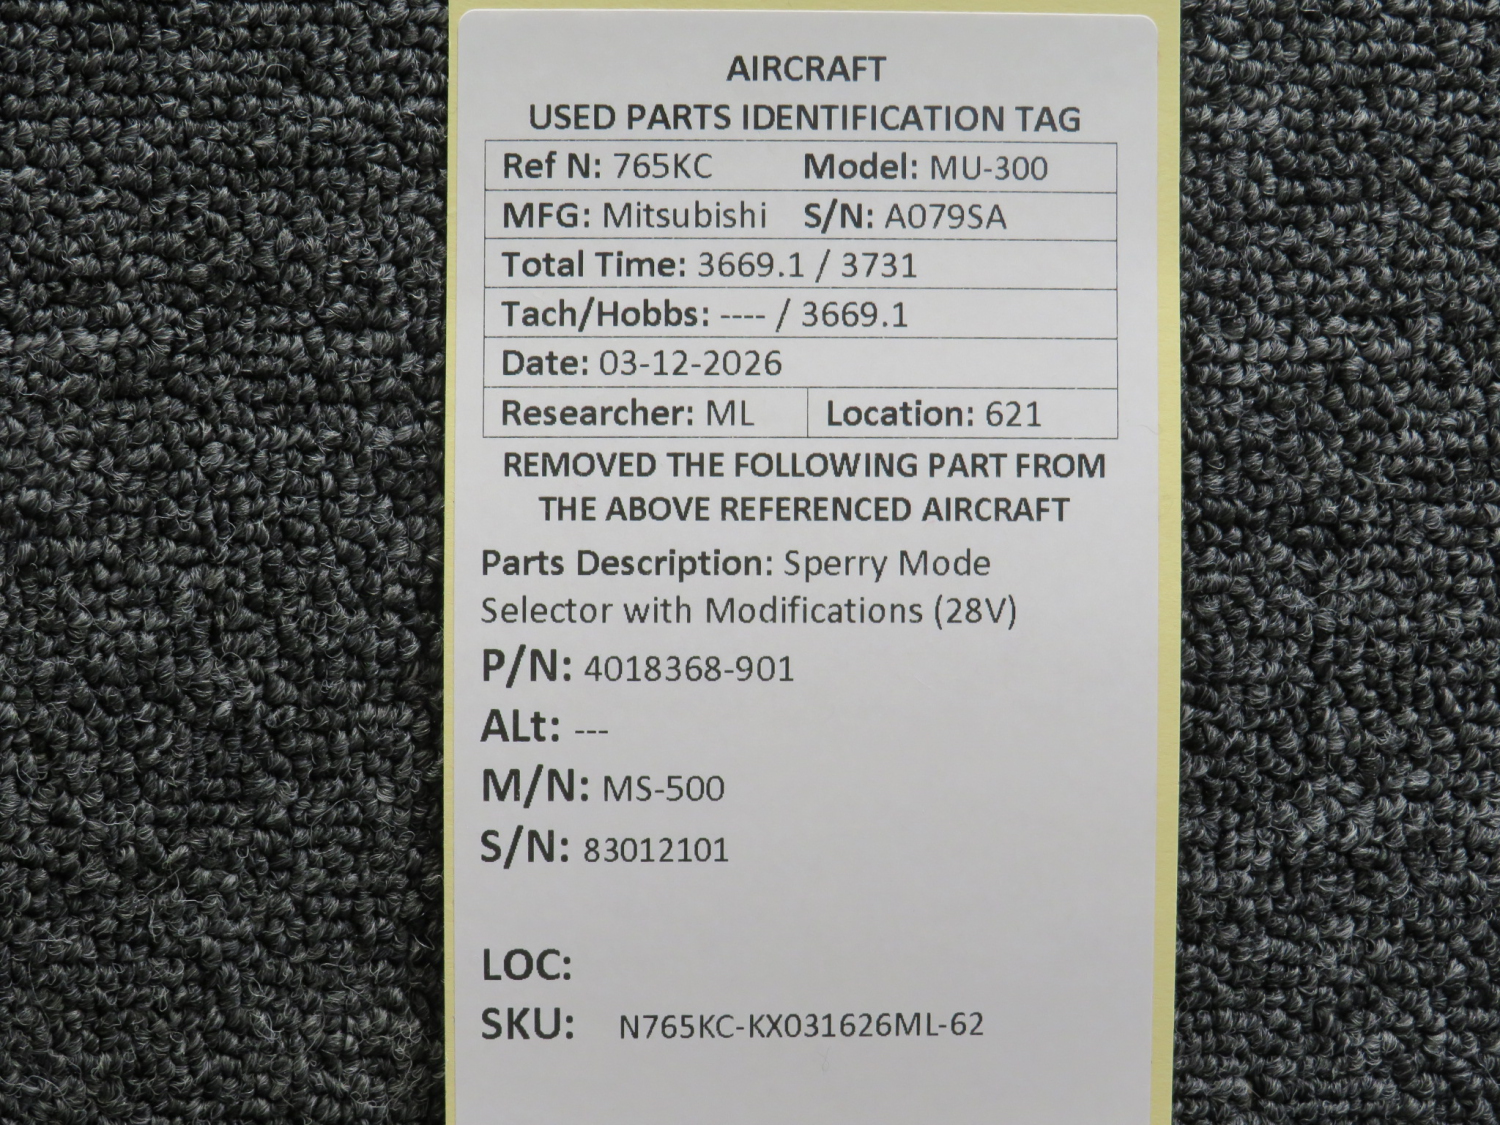 AIRCRAFT
USED PARTS IDENTIFICATION TAG
Ref N: 765KC Model: MU-300
MFG: Mitsubishi S/N: A079SA
Total Time: 3669.1 / 3731
Tach/Hobbs: ---- / 3669.1
Date: 03-12-2026
Researcher: ML Location: 621
REMOVED THE FOLLOWING PART FROM
THE ABOVE REFERENCED AIRCRAFT
Parts Description: Sperry Mode
Selector with Modifications (28V)
P/N: 4018368-901
ALt: ---
M/N: MS-500
S/N: 83012101
LOC:
SKU: N765KC-KX031626ML-62